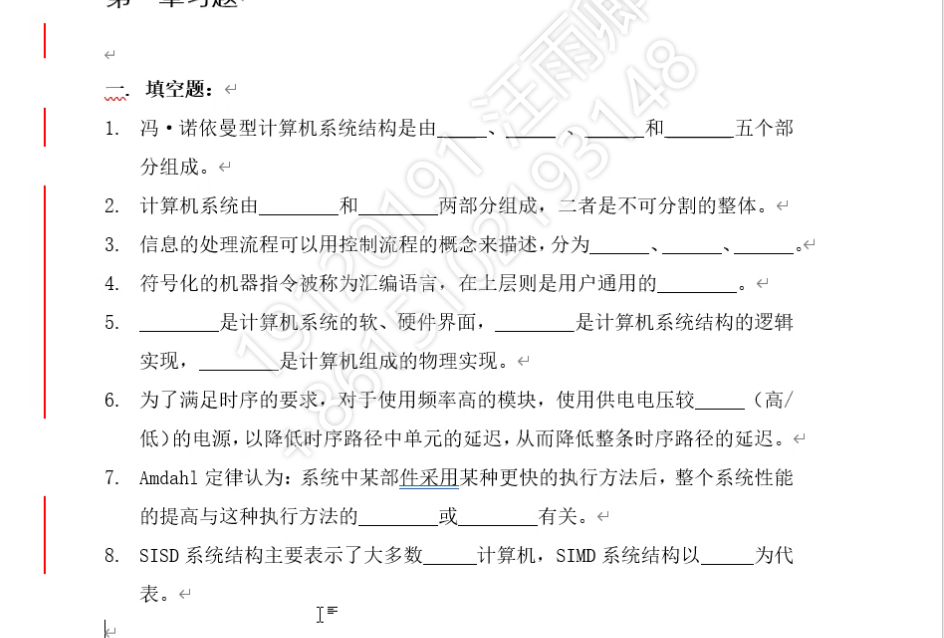 一. 填空题：
1. 冯·诺依曼型计算机系统结构是由_____、_____ 、______和_______五个部
分组成。
2. 计算机系统由________和________两部分组成，二者是不可分割的整体。
3. 信息的处理流程可以用控制流程的概念来描述，分为______、______、______。
4. 符号化的机器指令被称为汇编语言，在上层则是用户通用的________。
5. ________是计算机系统的软、硬件界面，________是计算机系统结构的逻辑
实现，________是计算机组成的物理实现。
6. 为了满足时序的要求，对于使用频率高的模块，使用供电电压较_____（高/
低）的电源，以降低时序路径中单元的延迟，从而降低整条时序路径的延迟。
7. Amdahl 定律认为：系统中某部件采用某种更快的执行方法后，整个系统性能
的提高与这种执行方法的________或________有关。
8. SISD 系统结构主要表示了大多数_____计算机，SIMD 系统结构以_____为代
表。
19120191 汪雨卿
+8615102193148